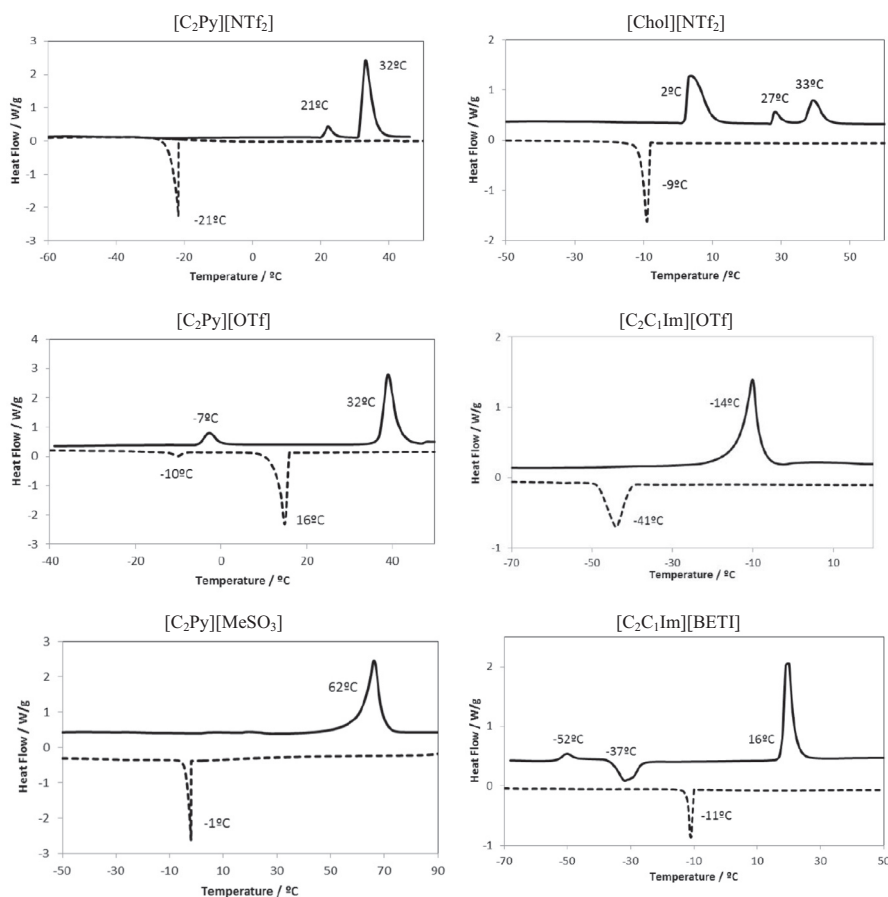 [C₂Py][NTf₂]
3
2
1
0
-1
-2
-3
-60
-40
-20
0
20
40
Heat Flow / W/g
Temperature / ºC
21ºC
32ºC
-21ºC
[Chol][NTf₂]
2
1
0
-1
-2
-50
-30
-10
10
30
50
Heat Flow / W/g
Temperature / ºC
2ºC
27ºC
33ºC
-9ºC
[C₂Py][OTf]
4
3
2
1
0
-1
-2
-3
-40
-20
0
20
40
Heat Flow / W/g
Temperature / ºC
-7ºC
32ºC
-10ºC
16ºC
[C₂C₁Im][OTf]
2
1
0
-1
-70
-50
-30
-10
10
Heat Flow / W/g
Temperature / ºC
-14ºC
-41ºC
[C₂Py][MeSO₃]
3
2
1
0
-1
-2
-3
-50
-30
-10
10
30
50
70
90
Heat Flow / W/g
Temperature / ºC
62ºC
-1ºC
[C₂C₁Im][BETI]
2
1
0
-1
-70
-50
-30
-10
10
30
50
Heat Flow / W/g
Temperature / ºC
-52ºC
-37ºC
16ºC
-11ºC